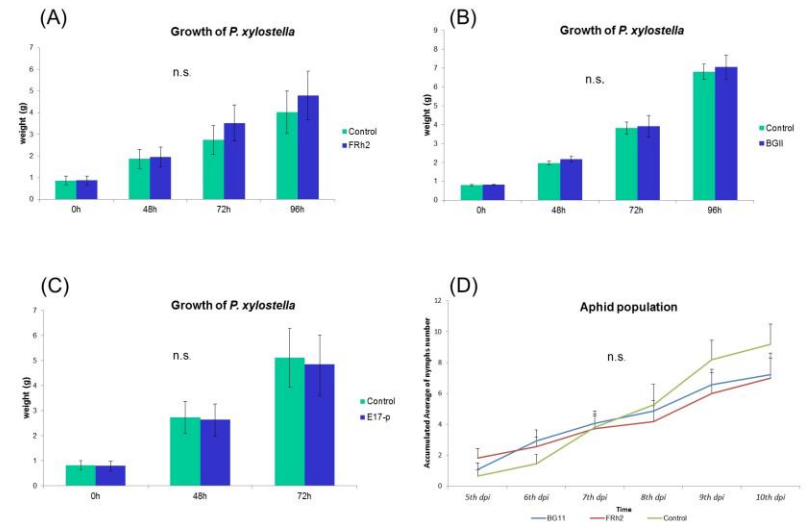 (A)
Growth of P. xylostella
n.s.
weight (g)
7
6
5
4
3
2
1
0
0h 48h 72h 96h
Control
FRh2
(B)
Growth of P. xylostella
n.s.
weight (g)
9
8
7
6
5
4
3
2
1
0
0h 48h 72h 96h
Control
BGII
(C)
Growth of P. xylostella
n.s.
weight (g)
7
6
5
4
3
2
1
0
0h 48h 72h
Control
E17-p
(D)
Aphid population
n.s.
Accumulated Average of nymphs number
12
10
8
6
4
2
0
5th dpi 6th dpi 7th dpi 8th dpi 9th dpi 10th dpi
Time
BG11 FRh2 Control